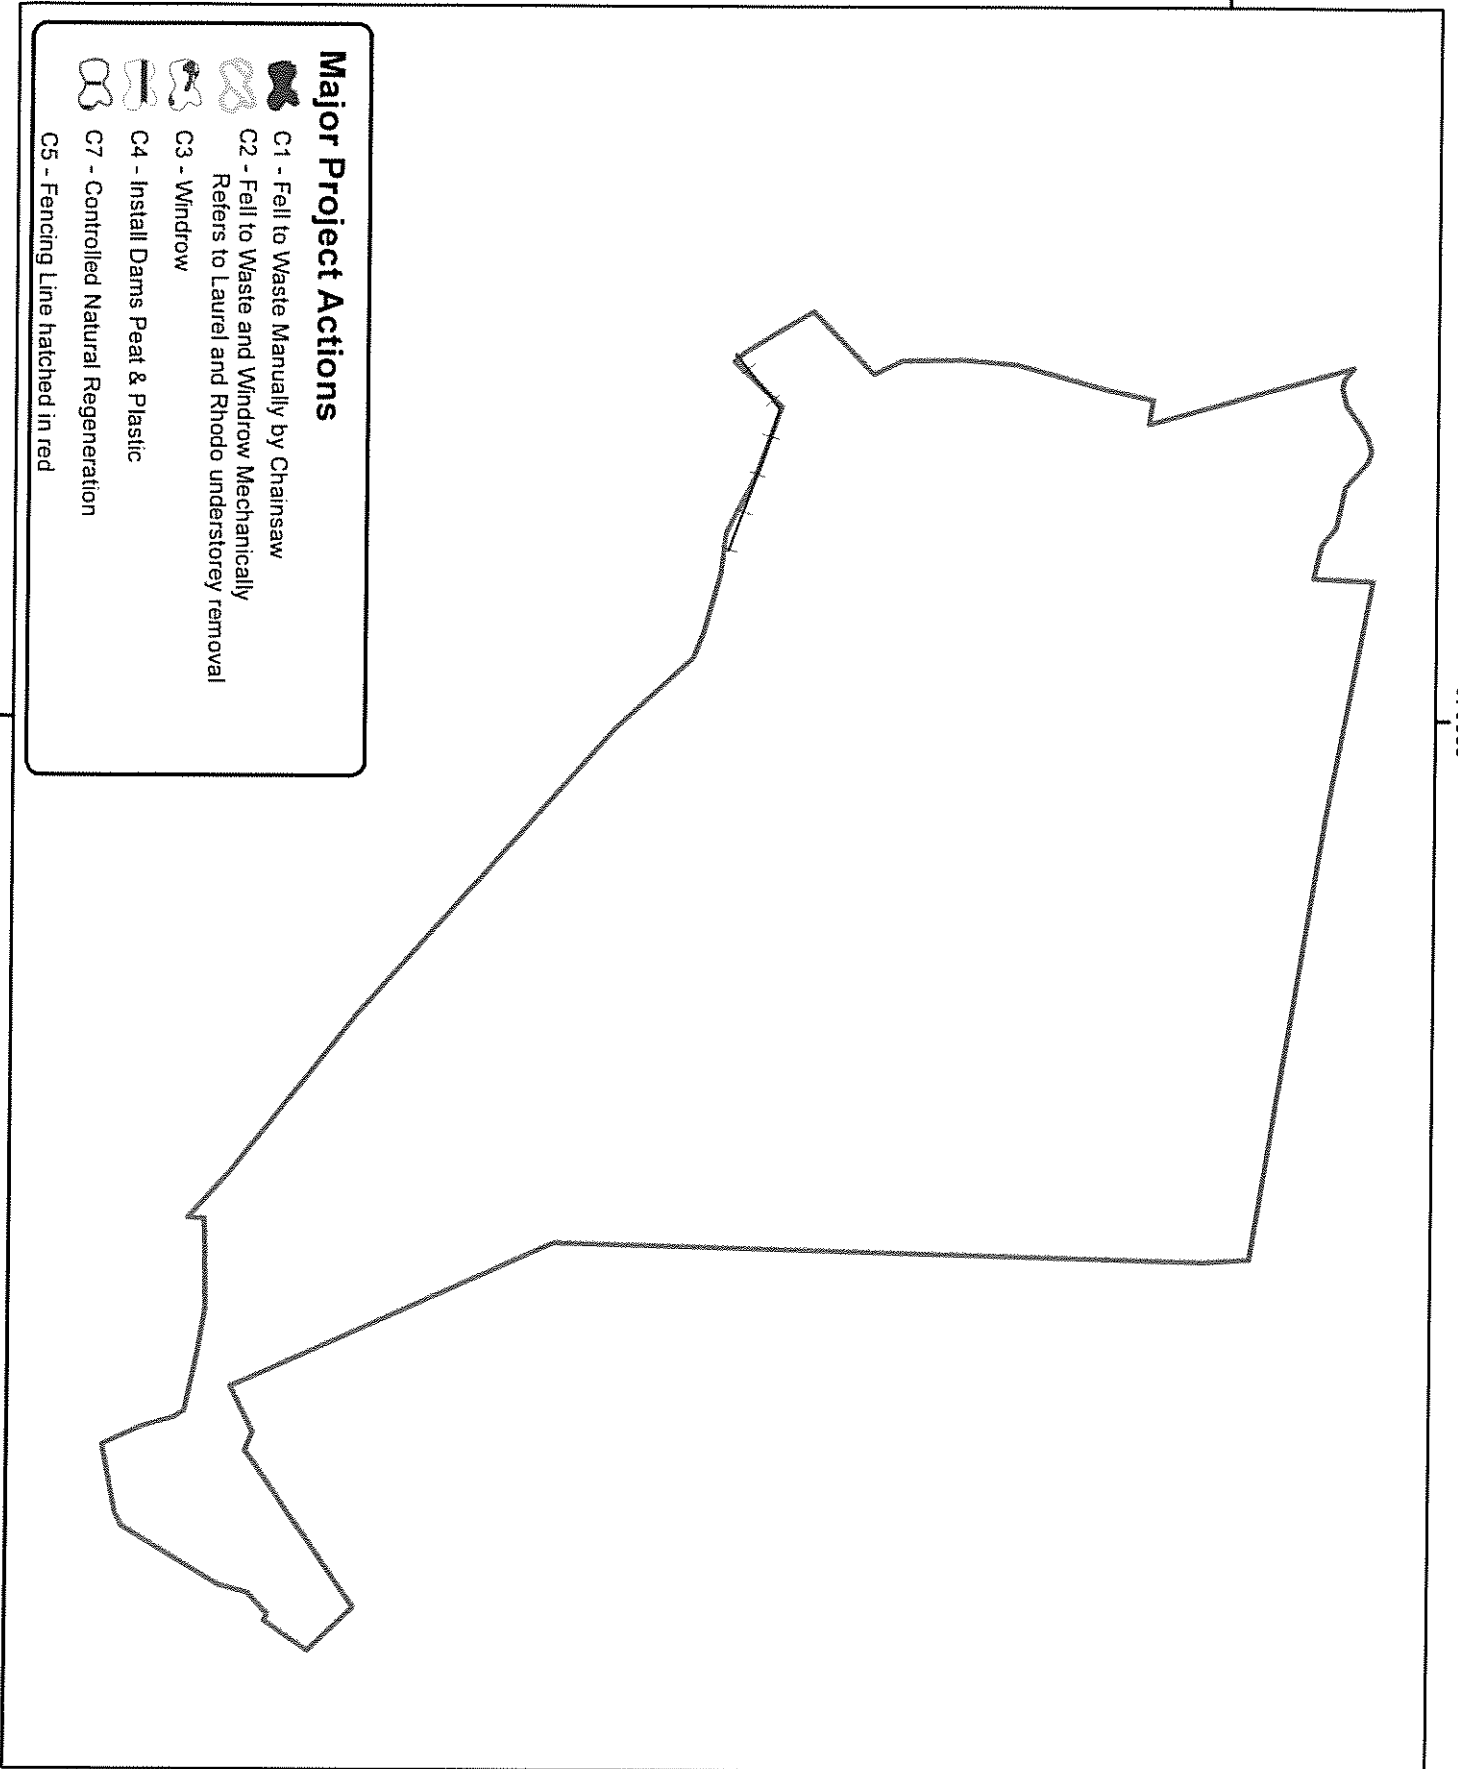 Major Project Actions
C1 - Fell to Waste Manually by Chainsaw
C2 - Fell to Waste and Windrow Mechanically
Refers to Laurel and Rhodo understorey removal
C3 - Windrow
C4 - Install Dams Peat & Plastic
C7 - Controlled Natural Regeneration
C5 - Fencing Line hatched in red